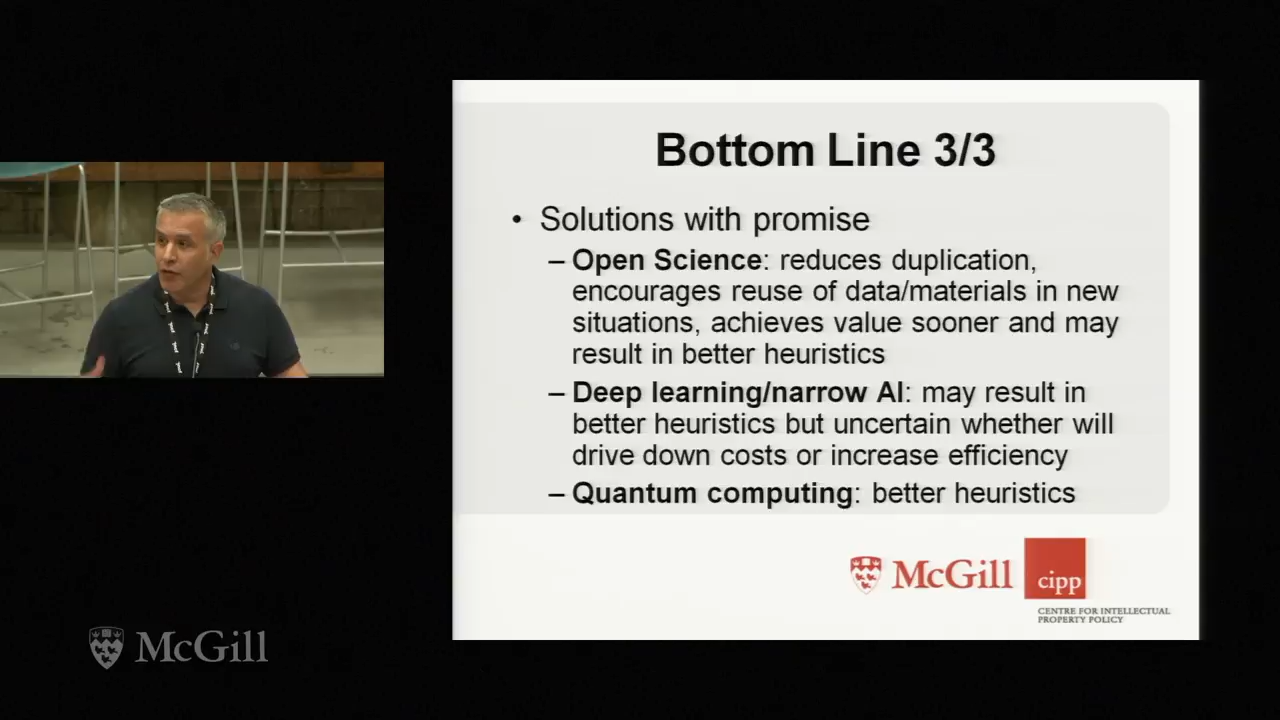 Bottom Line 3/3
• Solutions with promise
– Open Science: reduces duplication,
encourages reuse of data/materials in new
situations, achieves value sooner and may
result in better heuristics
– Deep learning/narrow AI: may result in
better heuristics but uncertain whether will
drive down costs or increase efficiency
– Quantum computing: better heuristics
McGill
cipp
CENTRE FOR INTELLECTUAL
PROPERTY POLICY
McGill